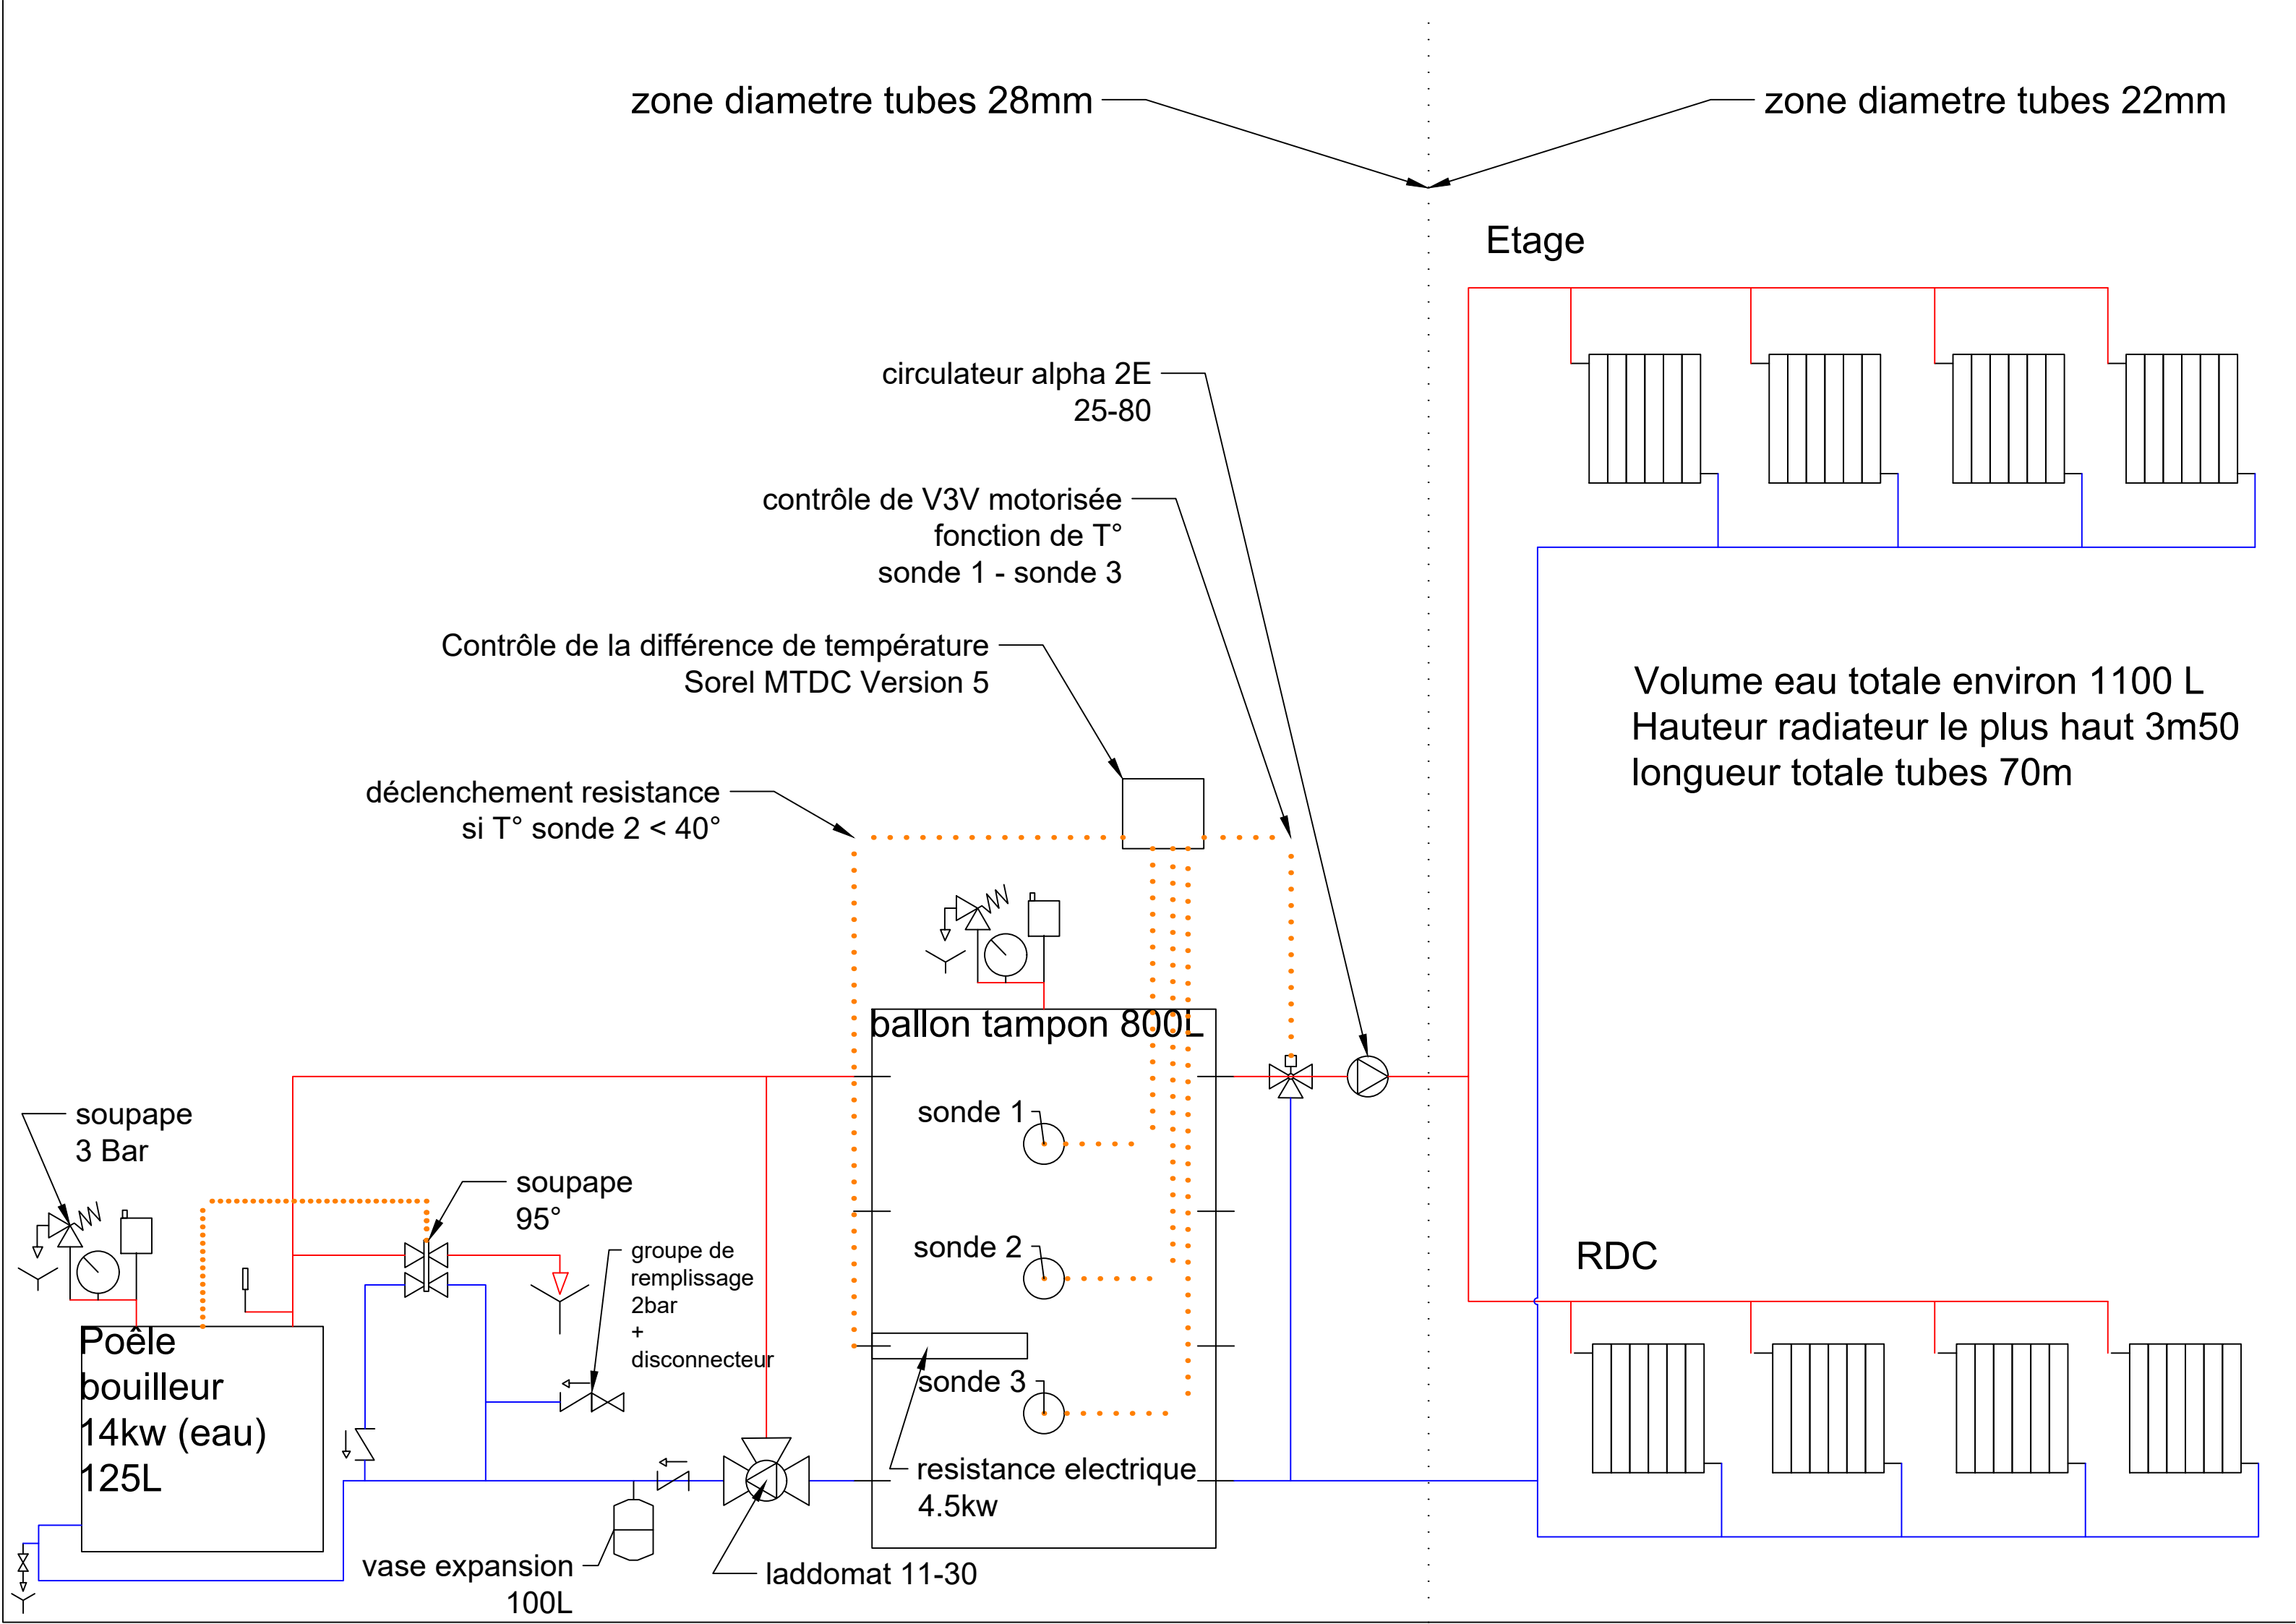 zone diametre tubes 28mm
zone diametre tubes 22mm
Etage
circulateur alpha 2E
25-80
contrôle de V3V motorisée
fonction de T°
sonde 1 - sonde 3
Contrôle de la différence de température
Sorel MTDC Version 5
Volume eau totale environ 1100 L
Hauteur radiateur le plus haut 3m50
longueur totale tubes 70m
déclenchement resistance
si T° sonde 2 < 40°
ballon tampon 800L
soupape
3 Bar
sonde 1
soupape
95°
groupe de
remplissage
2bar
+
disconnecteur
sonde 2
RDC
Poêle
bouilleur
14kw (eau)
125L
sonde 3
resistance electrique
4.5kw
vase expansion
100L
laddomat 11-30